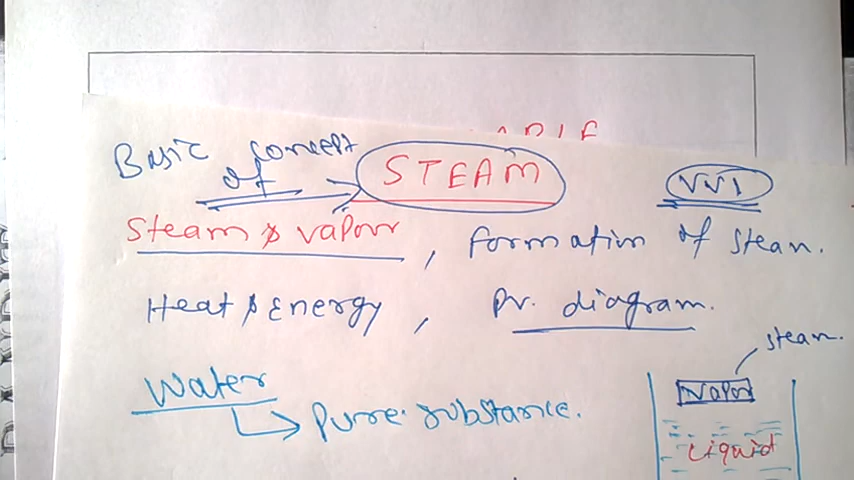 Basic concept of STEAM
VVI
Steam & vapour, formation of steam.
Heat & Energy, Pv. diagram.
steam.
Water
Vapor
Pure substance.
Liquid